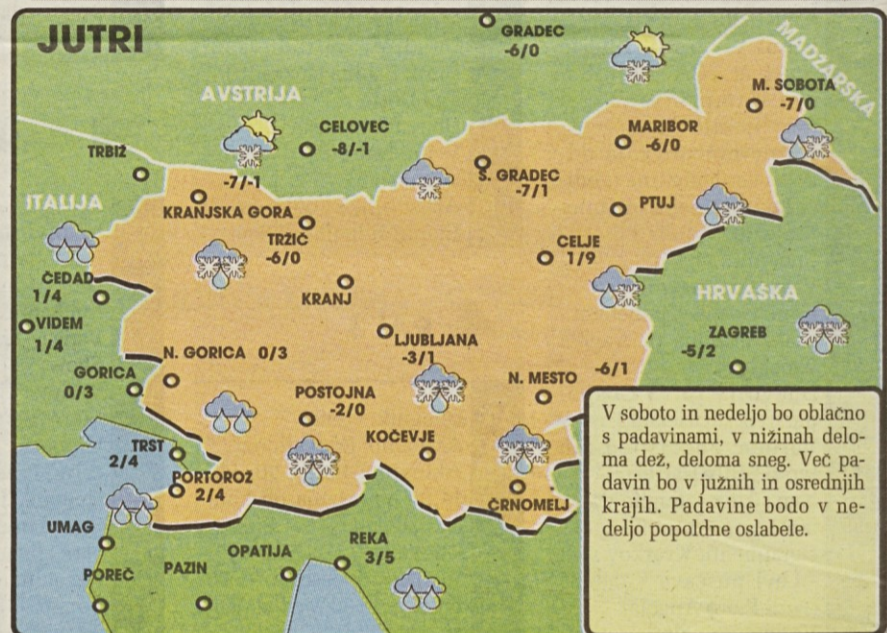 JUTRI
GRADEC
-6/0
MADŽARSKA
M. SOBOTA
-7/0
AVSTRIJA
CELOVEC
-8/-1
MARIBOR
-6/0
TRBIŽ
S. GRADEC
-7/1
-7/-1
KRANJSKA GORA
ITALIJA
PTUJ
TRŽIČ
-6/0
CELJE
1/9
ČEDAD
1/4
KRANJ
HRVAŠKA
VIDEM
1/4
LJUBLJANA
-3/1
ZAGREB
-5/2
N. GORICA 0/3
GORICA
0/3
N. MESTO
-6/1
POSTOJNA
-2/0
KOČEVJE
TRST
2/4
PORTOROŽ
2/4
ČRNOMELJ
UMAG
OPATIJA
REKA
3/5
POREČ
PAZIN
V soboto in nedeljo bo oblačno
s padavinami, v nižinah delo-
ma dež, deloma sneg. Več pa-
davin bo v južnih in osrednjih
krajih. Padavine bodo v ne-
deljo popoldne oslabele.